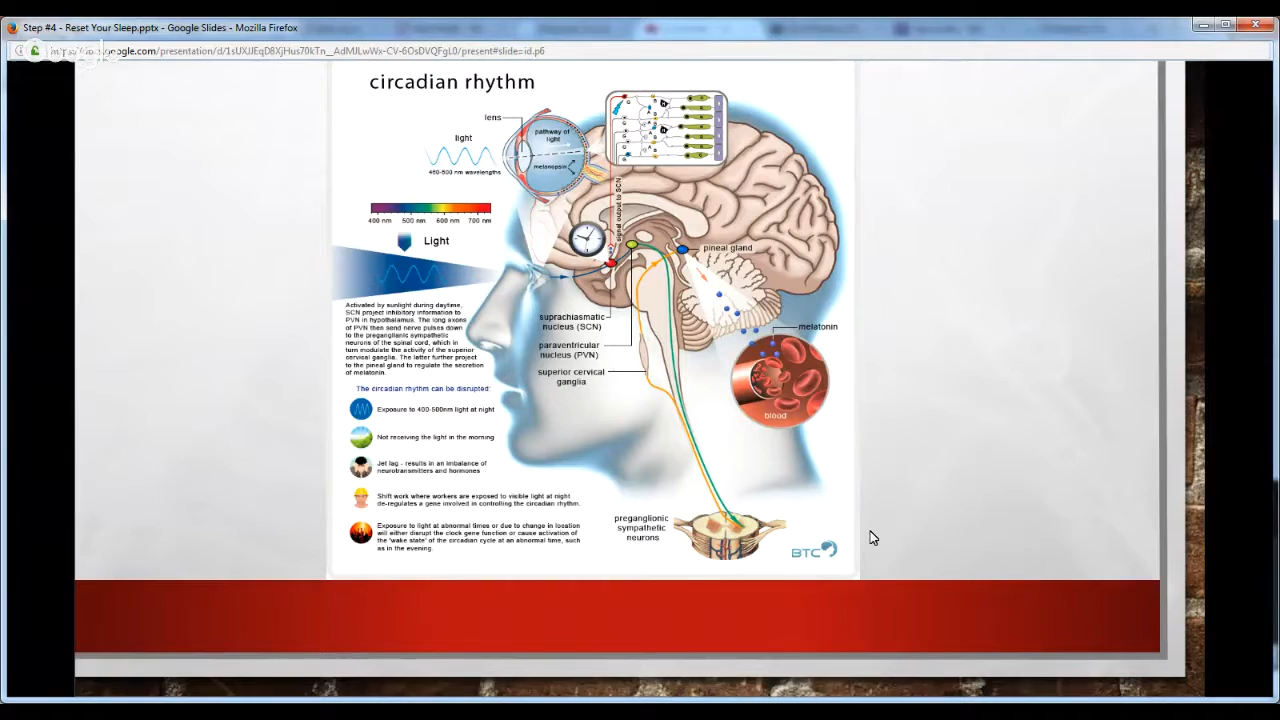 Step #4 - Reset Your Sleep.pptx - Google Slides - Mozilla Firefox
circadian rhythm
lens
light
pathway of
light
melanopsin
460-500 nm wavelengths
signal output to SCN
400 nm 500 nm 600 nm 700 nm
Light
pineal gland
Activated by sunlight during daytime,
SCN project inhibitory information to
PVN in hypothalamus. The long axons
of PVN then send nerve pulses down
to the preganglionic sympathetic
neurons of the spinal cord, which in
turn modulate the activity of the superior
cervical ganglia. The latter further project
to the pineal gland to regulate the secretion
of melatonin.
suprachiasmatic
nucleus (SCN)
paraventricular
nucleus (PVN)
superior cervical
ganglia
melatonin
blood
The circadian rhythm can be disrupted:
Exposure to 400-500nm light at night
Not receiving the light in the morning
Jet lag - results in an imbalance of
neurotransmitters and hormones
Shift work where workers are exposed to visible light at night
de-regulates a gene involved in controlling the circadian rhythm.
Exposure to light at abnormal times or due to change in location
will either disrupt the clock gene function or cause activation of
the 'wake state' of the circadian cycle at an abnormal time, such
as in the evening.
preganglionic
sympathetic
neurons
BTC